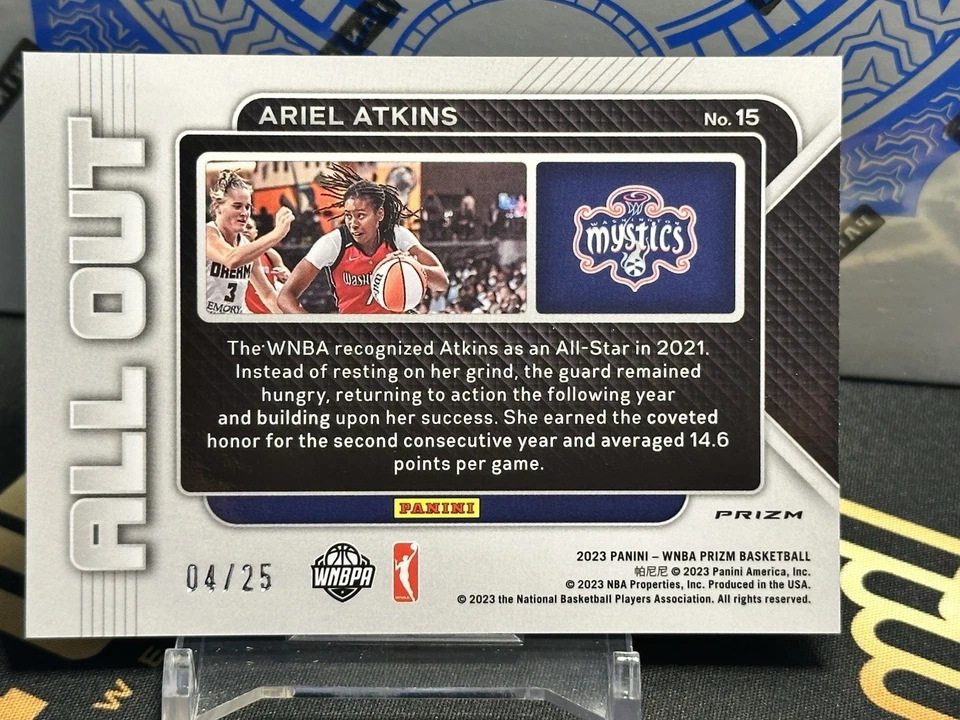 ALL OUT
ARIEL ATKINS
No. 15
DREAM
3
EMORY
WASHINGTON
mystics
The WNBA recognized Atkins as an All-Star in 2021.
Instead of resting on her grind, the guard remained
hungry, returning to action the following year
and building upon her success. She earned the coveted
honor for the second consecutive year and averaged 14.6
points per game.
PANINI
PRIZM
04/25
WNBPA
2023 PANINI – WNBA PRIZM BASKETBALL
帕尼尼 © 2023 Panini America, Inc.
© 2023 NBA Properties, Inc. Produced in the USA.
© 2023 the National Basketball Players Association. All rights reserved.